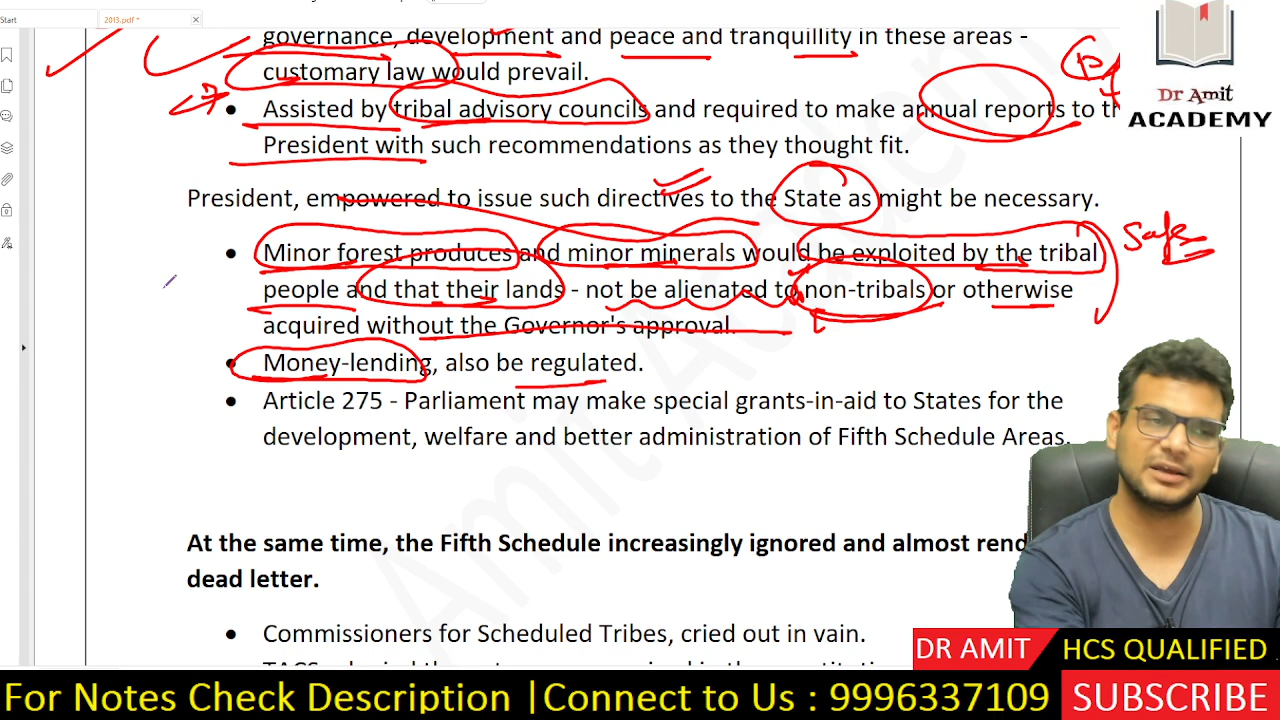 Start
2013.pdf *
governance, development and peace and tranquillity in these areas -
customary law would prevail.
Assisted by tribal advisory councils and required to make annual reports to th
President with such recommendations as they thought fit.
President, empowered to issue such directives to the State as might be necessary.
Minor forest produces and minor minerals would be exploited by the tribal
people and that their lands - not be alienated to non-tribals or otherwise
acquired without the Governor's approval.
Money-lending, also be regulated.
Article 275 - Parliament may make special grants-in-aid to States for the
development, welfare and better administration of Fifth Schedule Areas.
At the same time, the Fifth Schedule increasingly ignored and almost rend
dead letter.
Commissioners for Scheduled Tribes, cried out in vain.
Dr Amit
ACADEMY
Amit
DR AMIT
HCS QUALIFIED
For Notes Check Description | Connect to Us : 9996337109
SUBSCRIBE